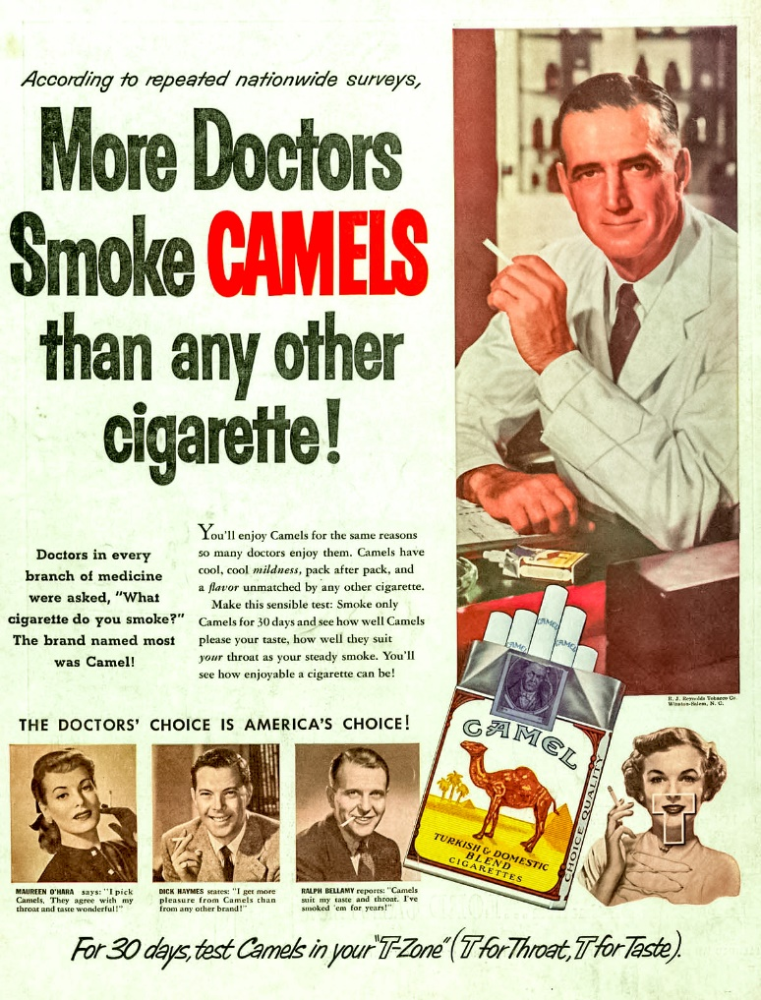 According to repeated nationwide surveys,
More Doctors
Smoke CAMELS
than any other
cigarette!
Doctors in every
branch of medicine
were asked, "What
cigarette do you smoke?"
The brand named most
was Camel!
You'll enjoy Camels for the same reasons
so many doctors enjoy them. Camels have
cool, cool mildness, pack after pack, and
a flavor unmatched by any other cigarette.
Make this sensible test: Smoke only
Camels for 30 days and see how well Camels
please your taste, how well they suit
your throat as your steady smoke. You'll
see how enjoyable a cigarette can be!
R. J. Reynolds Tobacco Co.
Winston-Salem, N. C.
THE DOCTORS' CHOICE IS AMERICA'S CHOICE!
MAUREEN O'HARA says: "I pick
Camels. They agree with my
throat and taste wonderful!"
DICK HAYMES states: "I get more
pleasure from Camels than
from any other brand!"
RALPH BELLAMY reports: "Camels
suit my taste and throat. I've
smoked 'em for years!"
CAMEL
CAMEL
CAMEL
CAMEL
TURKISH & DOMESTIC
BLEND
CIGARETTES
CHOICE QUALITY
T
For 30 days, test Camels in your "T-Zone" (T for Throat, T for Taste).